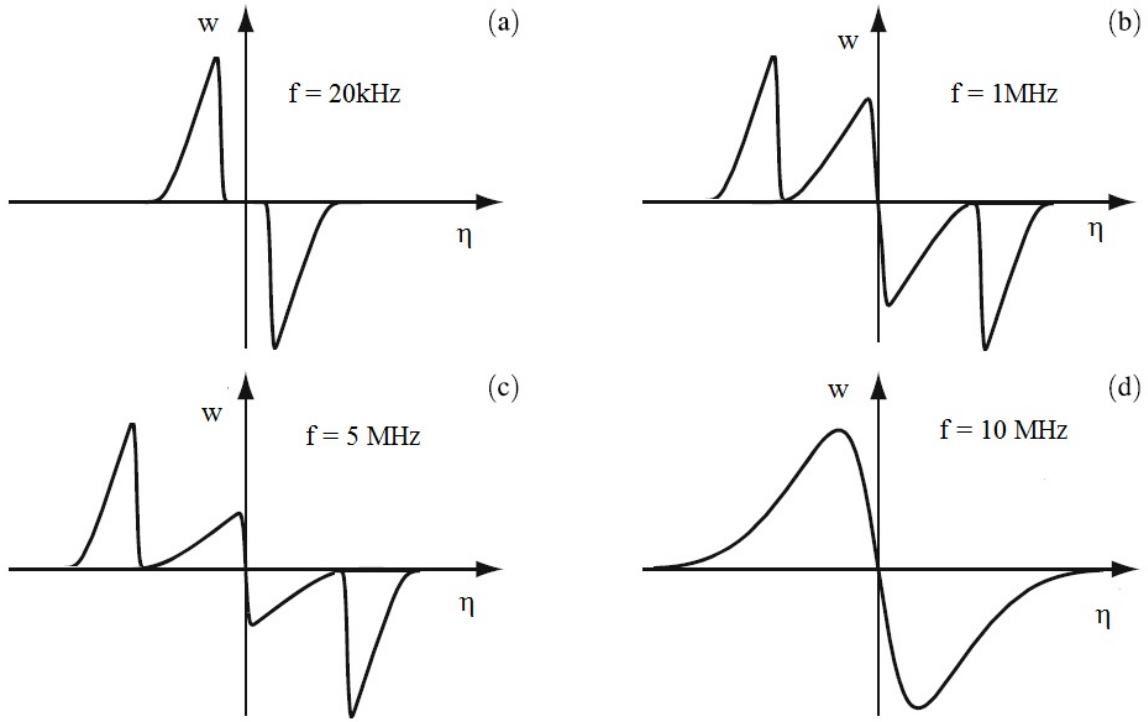 (a)
w
f = 20kHz
η
(b)
w
f = 1MHz
η
(c)
w
f = 5 MHz
η
(d)
w
f = 10 MHz
η